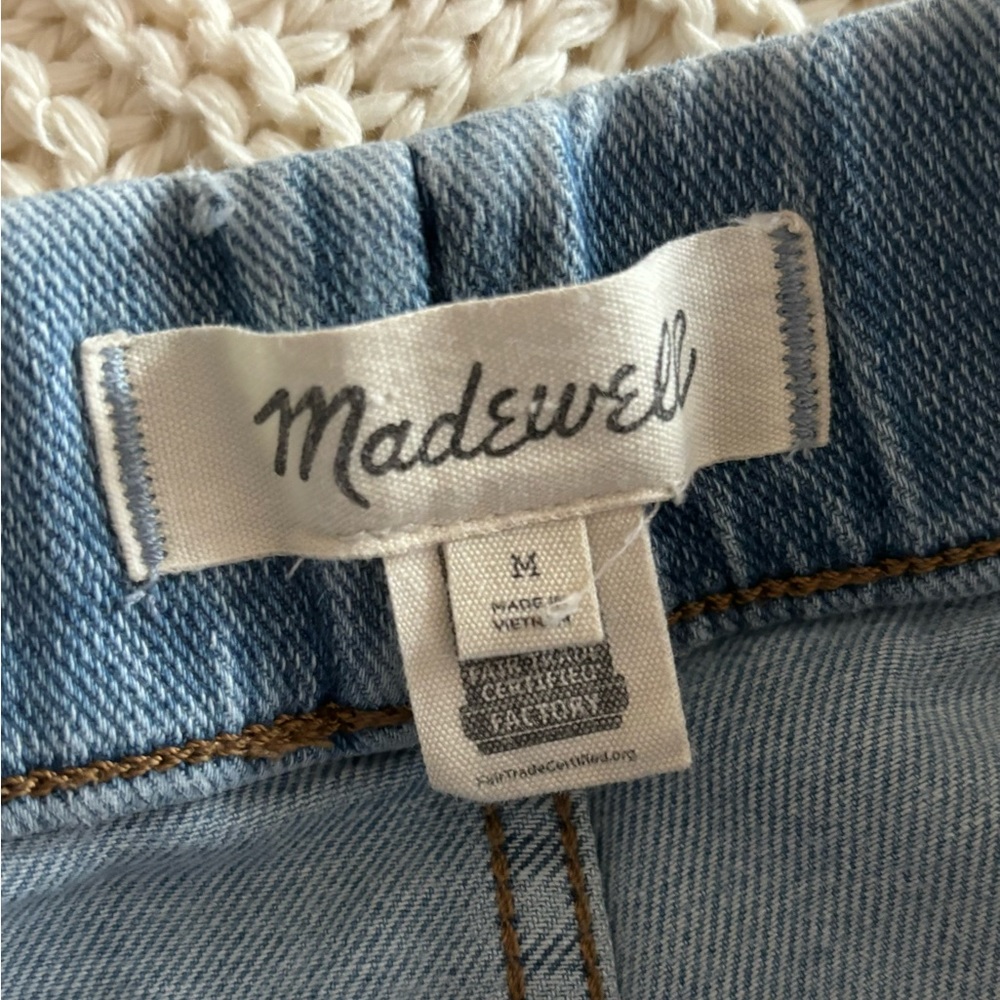 Madewell
M
MADE IN
VIETNAM
FAIR TRADE
CERTIFIED
FACTORY
FairTradeCertified.org